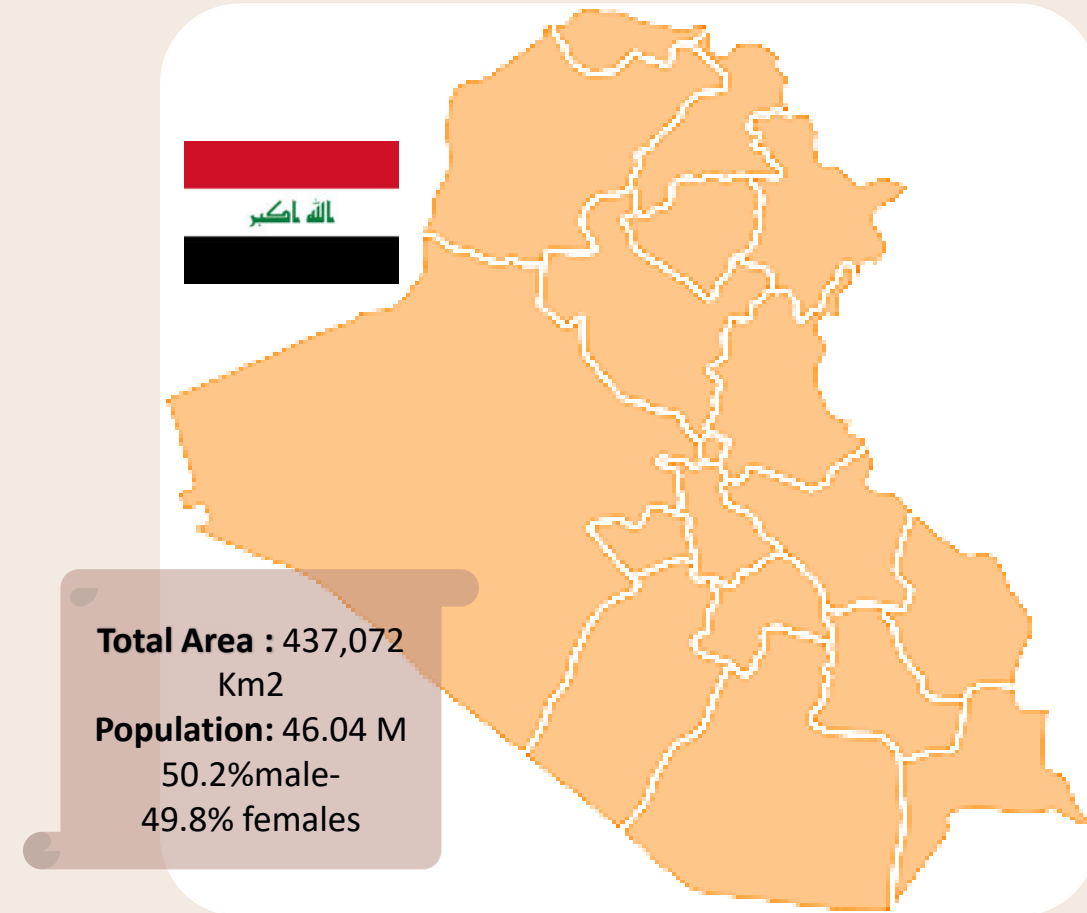 الله اكبر
Total Area : 437,072
Km2
Population: 46.04 M
50.2%male-
49.8% females